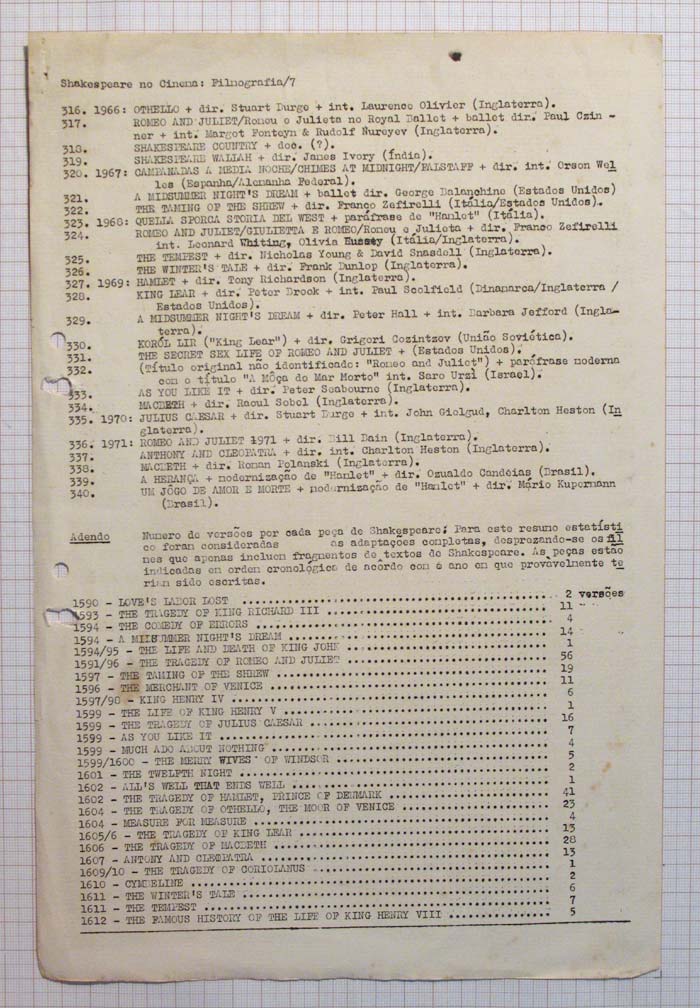 Shakespeare no Cinema: Filmografia/7
316. 1966: OTHELLO + dir. Stuart Burge + int. Laurence Olivier (Inglaterra).
317. ROMEO AND JULIET/Romeu e Julieta no Royal Ballet + ballet dir. Paul Czin -
ner + int. Margot Fonteyn & Rudolf Nureyev (Inglaterra).
318. SHAKESPEARE COUNTRY + doc. (?).
319. SHAKESPEARE WALLAH + dir. James Ivory (Índia).
320. 1967: CAMPANADAS A MEDIA NOCHE/CHIMES AT MIDNIGHT/FALSTAFF + dir. int. Orson Wel
les (Espanha/Alemanha Federal).
321. A MIDSUMMER NIGHT'S DREAM + ballet dir. George Balanchine (Estados Unidos)
322. THE TAMING OF THE SHREW + dir. Franço Zefirelli (Itália/Estados Unidos).
323. 1968: QUELLA SPORCA STORIA DEL WEST + paráfrase de "Hamlet" (Itália).
324. ROMEO AND JULIET/GIULIETTA E ROMEO/Romeu e Julieta + dir. Franco Zefirelli
int. Leonard Whiting, Olivia Hussey (Itália/Inglaterra).
325. THE TEMPEST + dir. Nicholas Young & David Snasdell (Inglaterra).
326. THE WINTER'S TALE + dir. Frank Dunlop (Inglaterra).
327. 1969: HAMLET + dir. Tony Richardson (Inglaterra).
328. KING LEAR + dir. Peter Brook + int. Paul Scolfield (Dinamarca/Inglaterra /
Estados Unidos).
329. A MIDSUMMER NIGHT'S DREAM + dir. Peter Hall + int. Barbara Jefford (Ingla-
terra).
330. KORÓL LIR ("King Lear") + dir. Grigori Cozintsov (União Soviética).
331. THE SECRET SEX LIFE OF ROMEO AND JULIET + (Estados Unidos).
332. (Título original não identificado: "Romeo and Juliet") + paráfrase moderna
com o título "A Môça do Mar Morto" int. Saro Urzl (Israel).
333. AS YOU LIKE IT + dir. Peter Seabourne (Inglaterra).
334. MACBETH + dir. Raoul Sobel (Inglaterra).
335. 1970: JULIUS CAESAR + dir. Stuart Burge + int. John Gielgud, Charlton Heston (In
glaterra).
336. 1971: ROMEO AND JULIET 1971 + dir. Bill Bain (Inglaterra).
337. ANTHONY AND CLEOPATRA + dir. int. Charlton Heston (Inglaterra).
338. MACBETH + dir. Roman Polanski (Inglaterra).
339. A HERANÇA + modernização de "Hamlet" + dir. Ozualdo Candeias (Brasil).
340. UM JÔGO DE AMOR E MORTE + modernização de "Hamlet" + dir. Mário Kupermann
(Brasil).
Adendo Numero de versões por cada peça de Shakespeare; Para este resumo estatísti
co foram consideradas as adaptações completas, desprezando-se os fil
mes que apenas incluem fragmentos de textos de Shakespeare. As peças estão
indicadas em ordem cronológica de acordo com o ano em que provàvelmente te
riam sido escritas.
1590 - LOVE'S LABOR LOST ........ 2 versões
1593 - THE TRAGEDY OF KING RICHARD III ........ 11 -
1594 - THE COMEDY OF ERRORS ........ 4
1594 - A MIIDSUMMER NIGHT'S DREAM ........ 14
1594/95 - THE LIFE AND DEATH OF KING JOHN ........ 1
1591/96 - THE TRAGEDY OF ROMEO AND JULIET ........ 56
1597 - THE TAMING OF THE SHREW ........ 19
1596 - THE MERCHANT OF VENICE ........ 11
1597/98 - KING HENRY IV ........ 6
1599 - THE LIFE OF KING HENRY V ........ 1
1599 - THE TRAGEDY OF JULIUS CAESAR ........ 16
1599 - AS YOU LIKE IT ........ 7
1599 - MUCH ADO ABOUT NOTHING ........ 4
1599/1600 - THE MERRY WIVES OF WINDSOR ........ 5
1601 - THE TWELFTH NIGHT ........ 2
1602 - ALL'S WELL THAT ENDS WELL ........ 1
1602 - THE TRAGEDY OF HAMLET, PRINCE OF DENMARK ........ 41
1604 - THE TRAGEDY OF OTHELLO, THE MOOR OF VENICE ........ 23
1604 - MEASURE FOR MEASURE ........ 4
1605/6 - THE TRAGEDY OF KING LEAR ........ 13
1606 - THE TRAGEDY OF MACBETH ........ 28
1607 - ANTONY AND CLEOPATRA ........ 13
1609/10 - THE TRAGEDY OF CORIOLANUS ........ 1
1610 - CYMBELINE ........ 2
1611 - THE WINTER'S TALE ........ 6
1611 - THE TEMPEST ........ 7
1612 - THE FAMOUS HISTORY OF THE LIFE OF KING HENRY VIII ........ 5